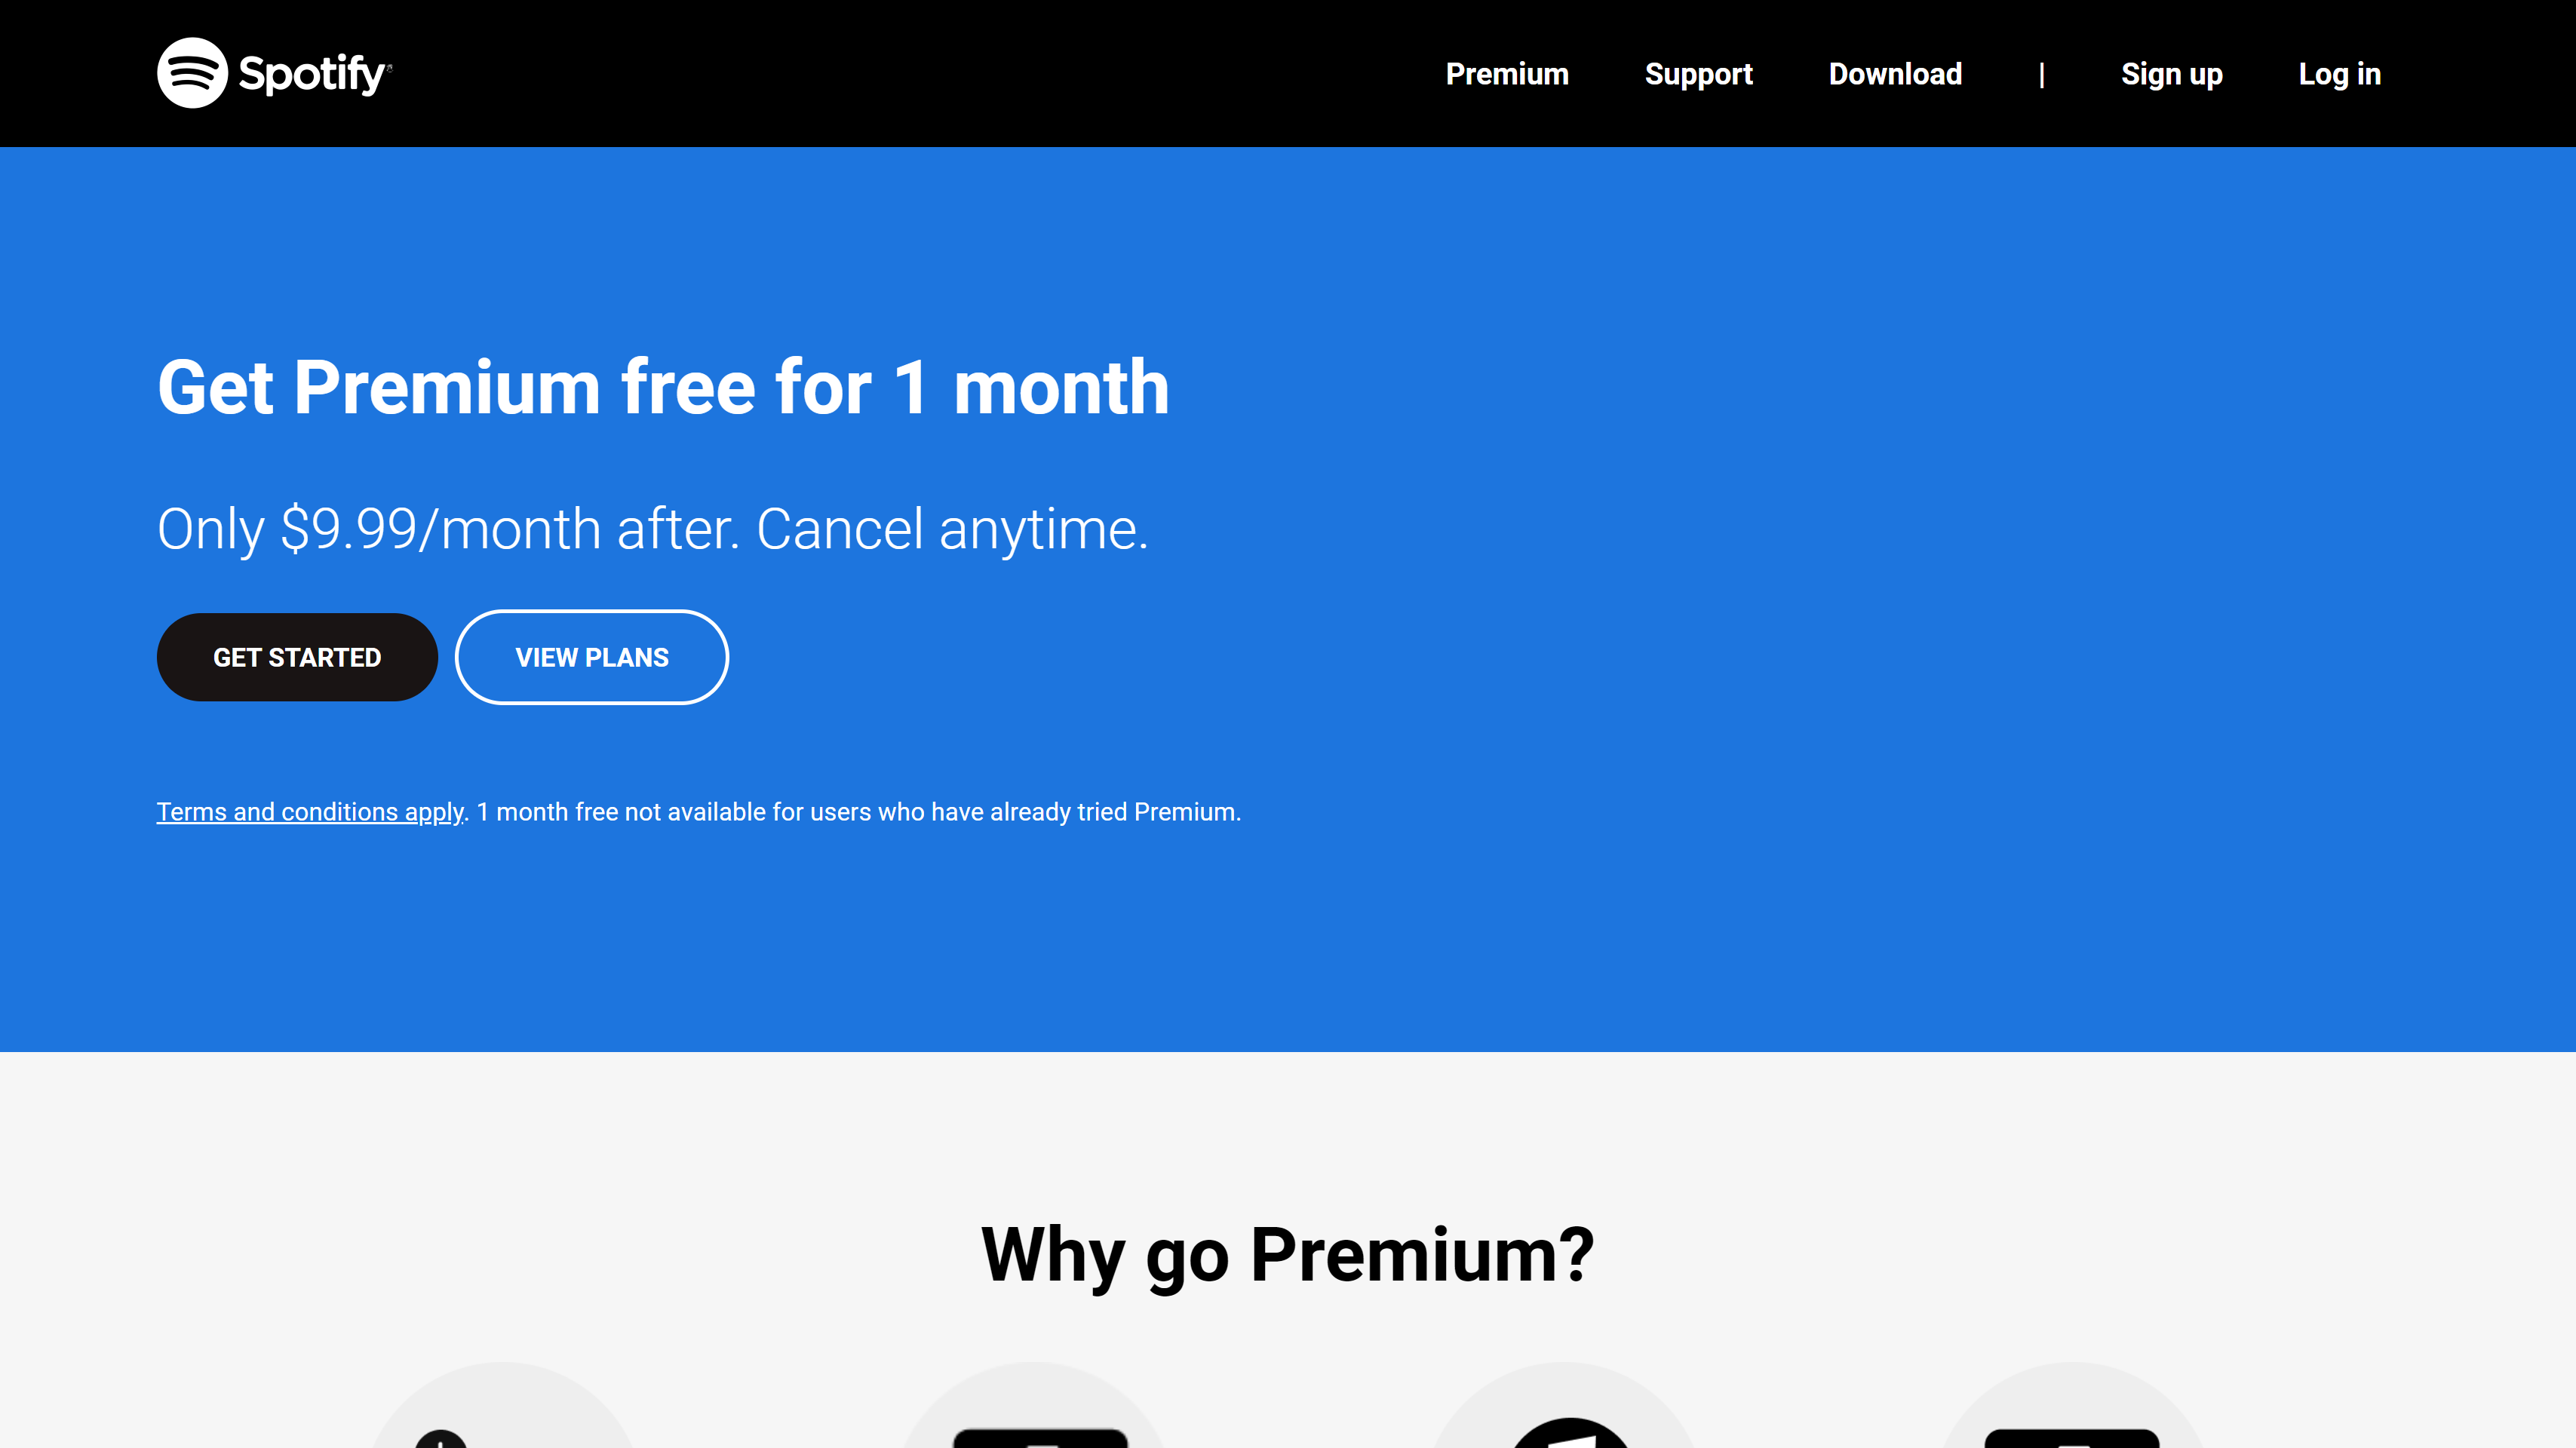 Spotify
Premium Support Download | Sign up Log in
Get Premium free for 1 month
Only $9.99/month after. Cancel anytime.
GET STARTED VIEW PLANS
Terms and conditions apply. 1 month free not available for users who have already tried Premium.
Why go Premium?